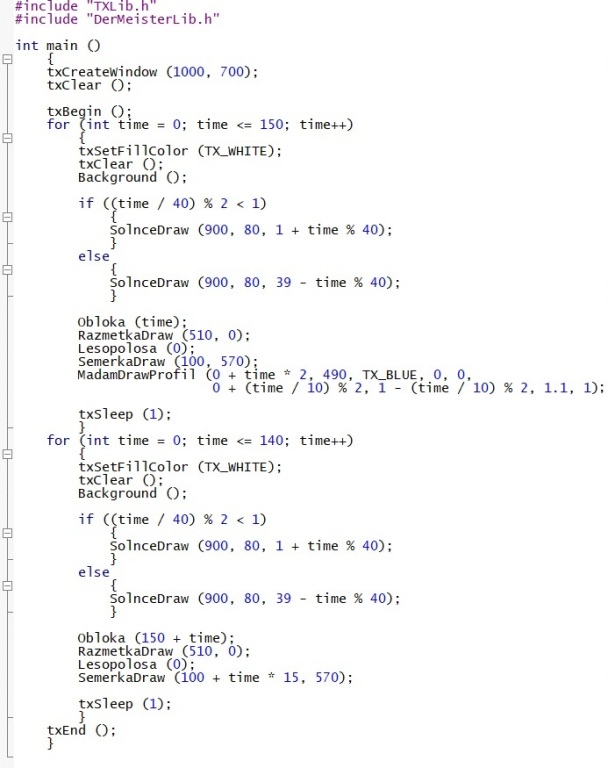 #include "TXLib.h"
#include "DerMeisterLib.h"

int main ()
    {
    txCreateWindow (1000, 700);
    txClear ();

    txBegin ();
    for (int time = 0; time <= 150; time++)
        {
        txSetFillColor (TX_WHITE);
        txClear ();
        Background ();

        if ((time / 40) % 2 < 1)
            {
            SolnceDraw (900, 80, 1 + time % 40);
            }
        else
            {
            SolnceDraw (900, 80, 39 - time % 40);
            }

        Obloka (time);
        RazmetkaDraw (510, 0);
        Lesopolosa (0);
        SemerkaDraw (100, 570);
        MadamDrawProfil (0 + time * 2, 490, TX_BLUE, 0, 0,
                         0 + (time / 10) % 2, 1 - (time / 10) % 2, 1.1, 1);

        txSleep (1);
        }
    for (int time = 0; time <= 140; time++)
        {
        txSetFillColor (TX_WHITE);
        txClear ();
        Background ();

        if ((time / 40) % 2 < 1)
            {
            SolnceDraw (900, 80, 1 + time % 40);
            }
        else
            {
            SolnceDraw (900, 80, 39 - time % 40);
            }

        Obloka (150 + time);
        RazmetkaDraw (510, 0);
        Lesopolosa (0);
        SemerkaDraw (100 + time * 15, 570);

        txSleep (1);
        }
    txEnd ();
    }